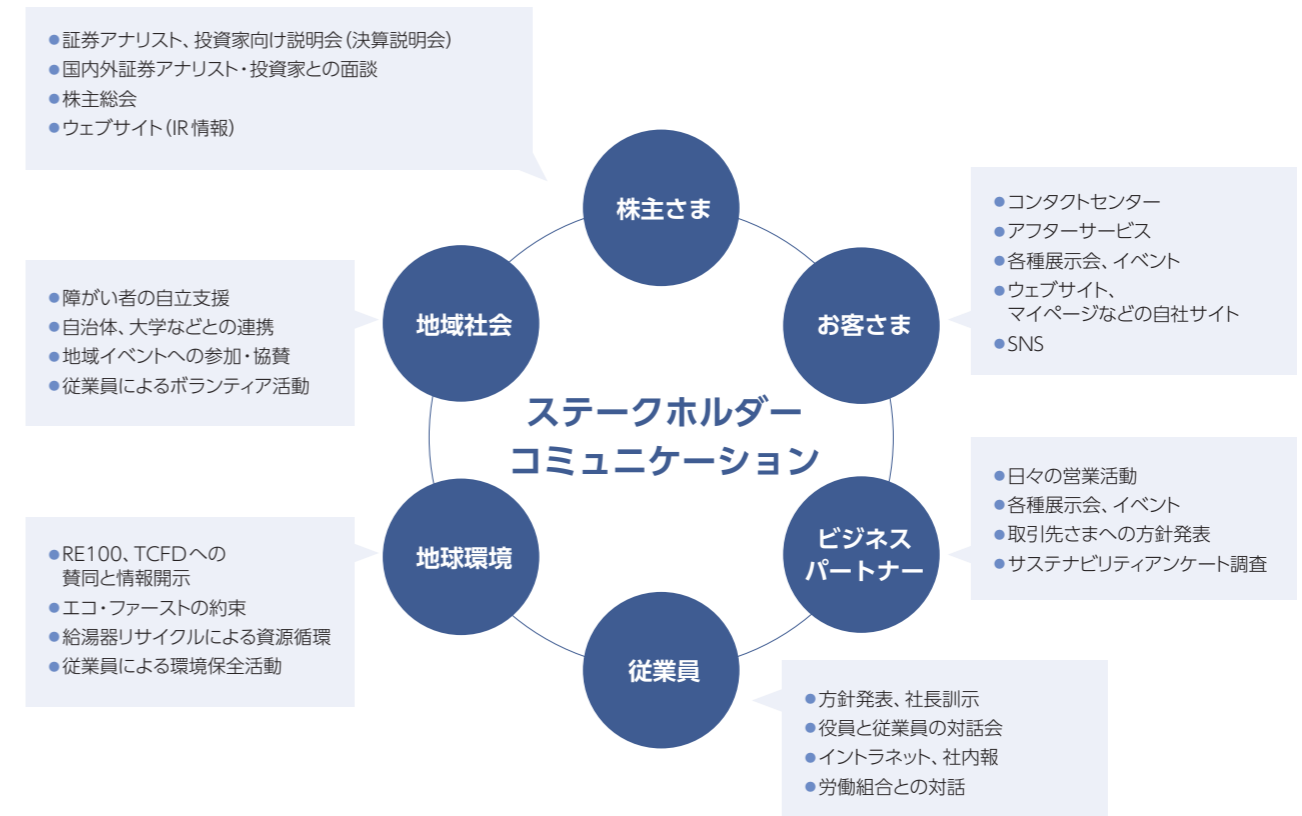 ●証券アナリスト、投資家向け説明会（決算説明会）
●国内外証券アナリスト・投資家との面談
●株主総会
●ウェブサイト（IR情報）
株主さま
●コンタクトセンター
●アフターサービス
●各種展示会、イベント
●ウェブサイト、
マイページなどの自社サイト
●SNS
お客さま
●障がい者の自立支援
●自治体、大学などとの連携
●地域イベントへの参加・協賛
●従業員によるボランティア活動
地域社会
ステークホルダー
コミュニケーション
●日々の営業活動
●各種展示会、イベント
●取引先さまへの方針発表
●サステナビリティアンケート調査
ビジネス
パートナー
●RE100、TCFDへの
賛同と情報開示
●エコ・ファーストの約束
●給湯器リサイクルによる資源循環
●従業員による環境保全活動
地球環境
従業員
●方針発表、社長訓示
●役員と従業員の対話会
●イントラネット、社内報
●労働組合との対話